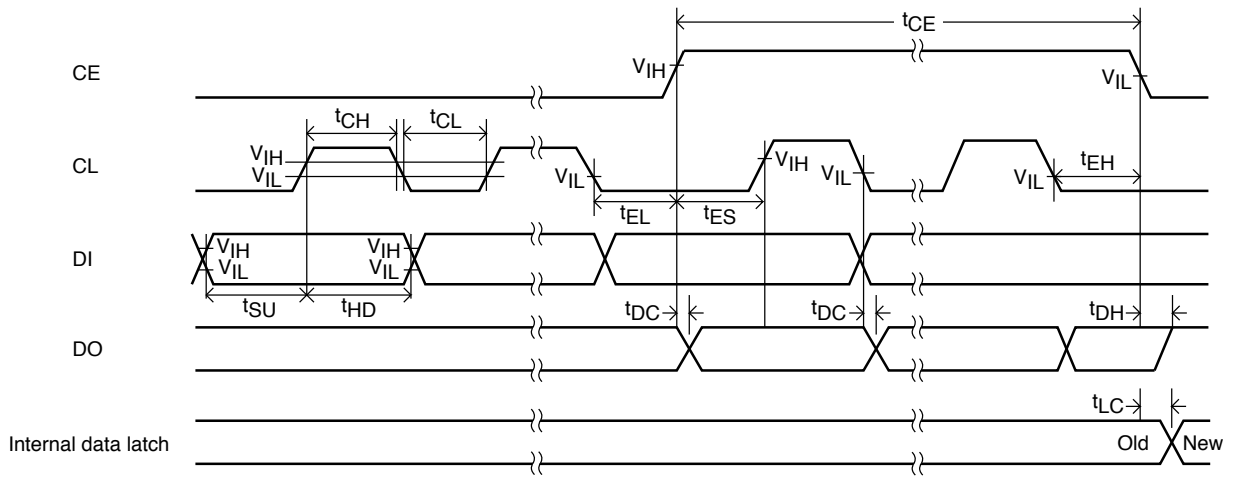 tCE
CE
VIH
VIL
tCH
tCL
CL
VIH
VIL
VIL
VIH
VIL
VIL
tEH
tEL
tES
DI
VIH
VIL
VIH
VIL
tSU
tHD
tDC
tDC
tDH
DO
tLC
Internal data latch
Old
New